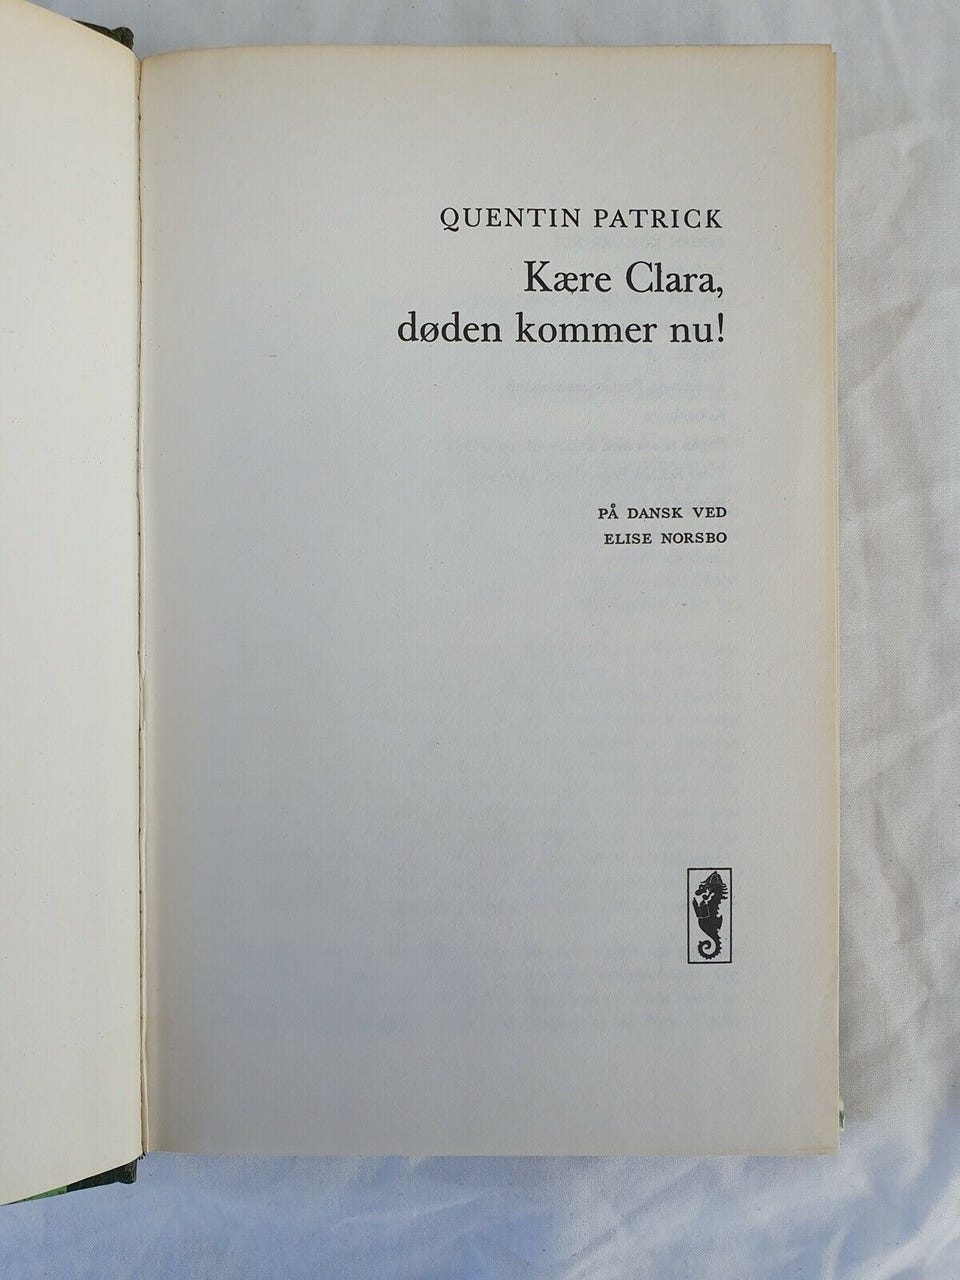 QUENTIN PATRICK
Kære Clara,
døden kommer nu!
PÅ DANSK VED
ELISE NORSBO